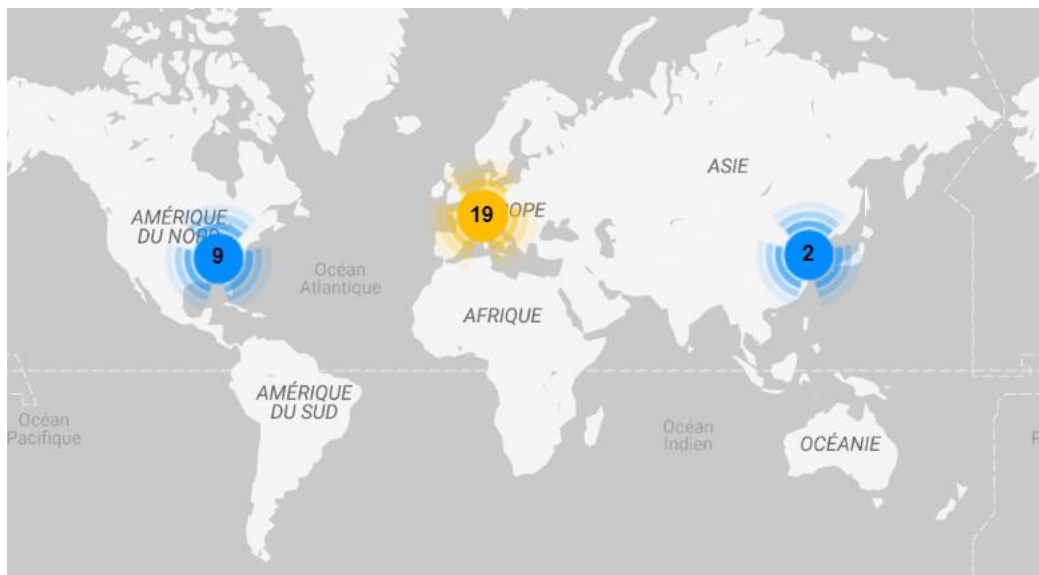 ASIE
AMÉRIQUE
DU NORD
19
OPE
9
2
Océan
Atlantique
AFRIQUE
AMÉRIQUE
DU SUD
Océan
Pacifique
Océan
Indien
OCÉANIE
P